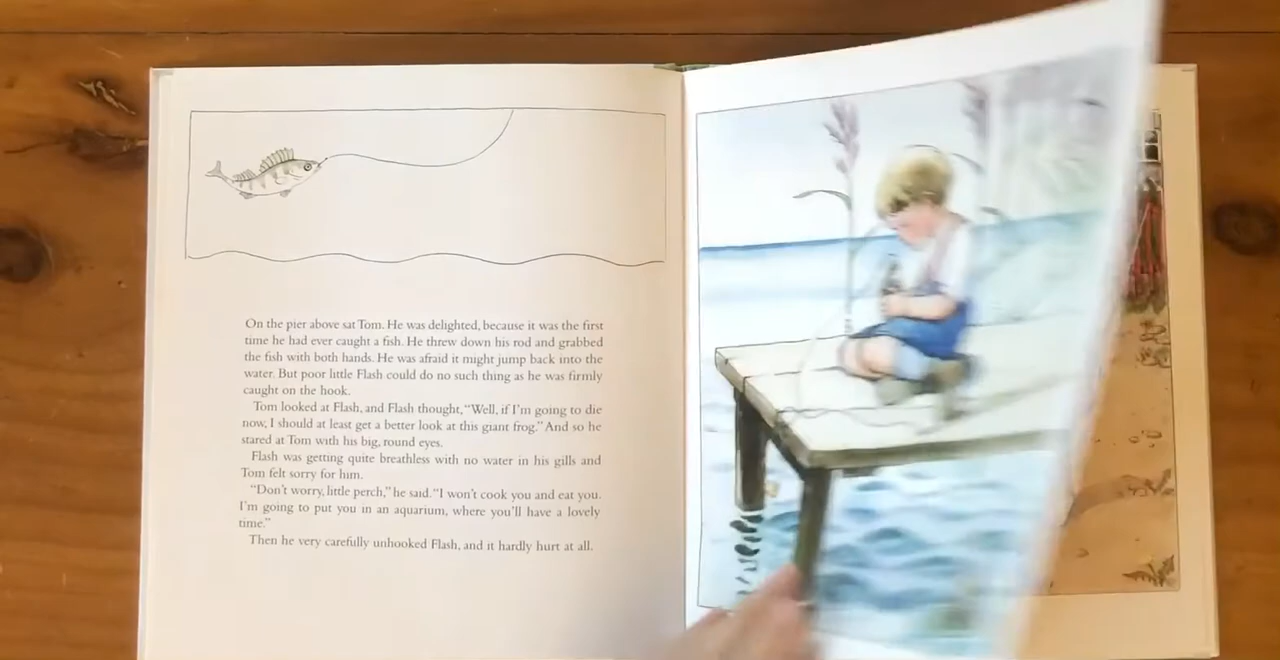 On the pier above sat Tom. He was delighted, because it was the first
time he had ever caught a fish. He threw down his rod and grabbed
the fish with both hands. He was afraid it might jump back into the
water. But poor little Flash could do no such thing as he was firmly
caught on the hook.
Tom looked at Flash, and Flash thought, “Well, if I’m going to die
now, I should at least get a better look at this giant frog.” And so he
stared at Tom with his big, round eyes.
Flash was getting quite breathless with no water in his gills and
Tom felt sorry for him.
“Don’t worry, little perch,” he said. “I won’t cook you and eat you.
I’m going to put you in an aquarium, where you’ll have a lovely
time.”
Then he very carefully unhooked Flash, and it hardly hurt at all.